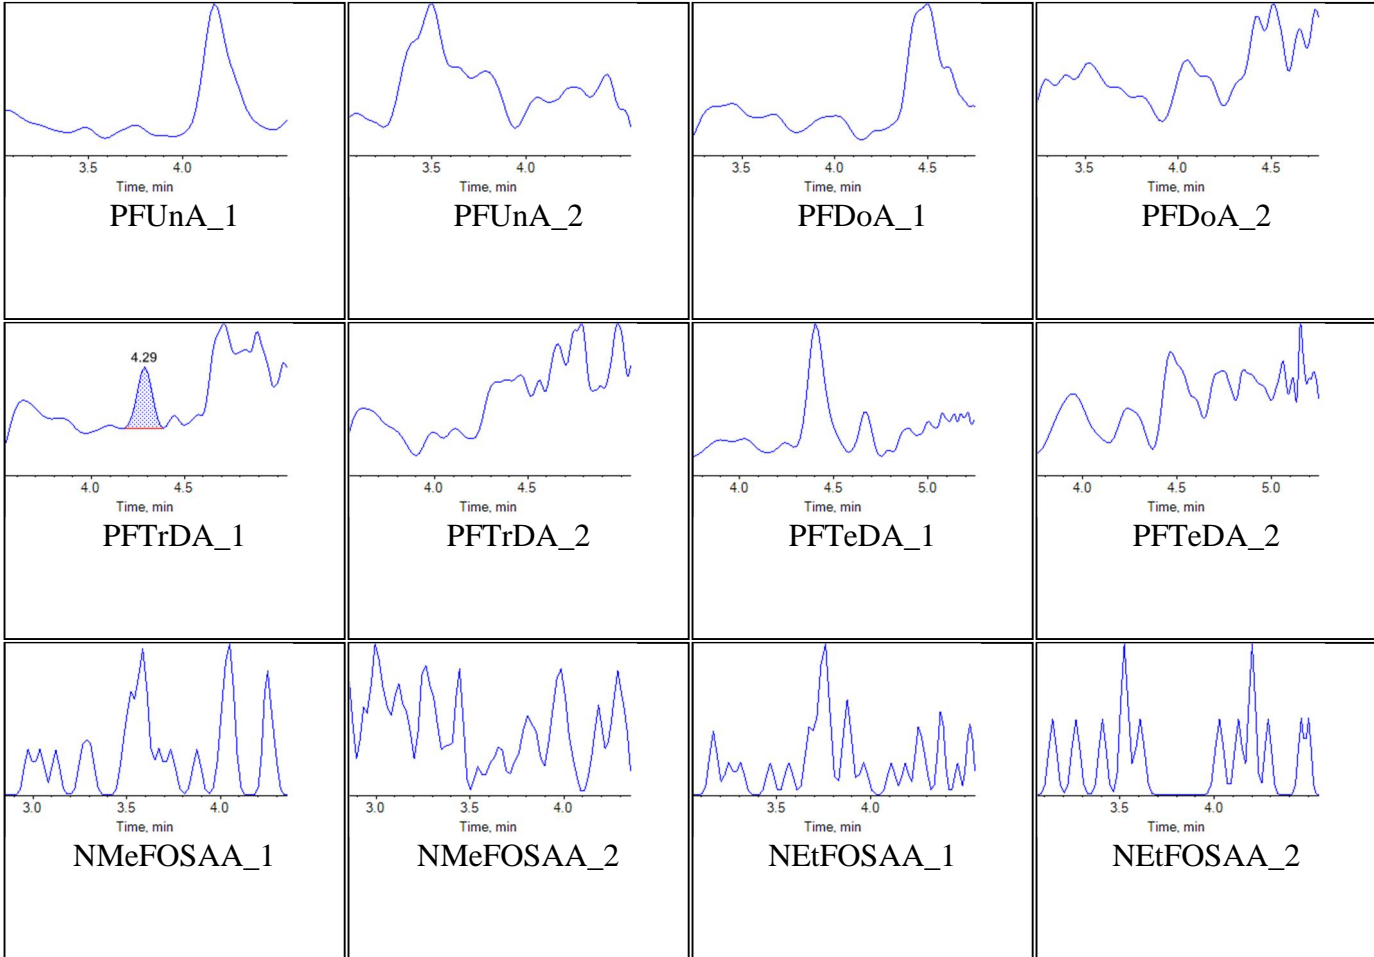 3.5 4.0
Time, min
PFUnA_1
3.5 4.0
Time, min
PFUnA_2
3.5 4.0 4.5
Time, min
PFDoA_1
3.5 4.0 4.5
Time, min
PFDoA_2
4.29
4.0 4.5
Time, min
PFTrDA_1
4.0 4.5
Time, min
PFTrDA_2
4.0 4.5 5.0
Time, min
PFTeDA_1
4.0 4.5 5.0
Time, min
PFTeDA_2
3.0 3.5 4.0
Time, min
NMeFOSAA_1
3.0 3.5 4.0
Time, min
NMeFOSAA_2
3.5 4.0
Time, min
NEtFOSAA_1
3.5 4.0
Time, min
NEtFOSAA_2